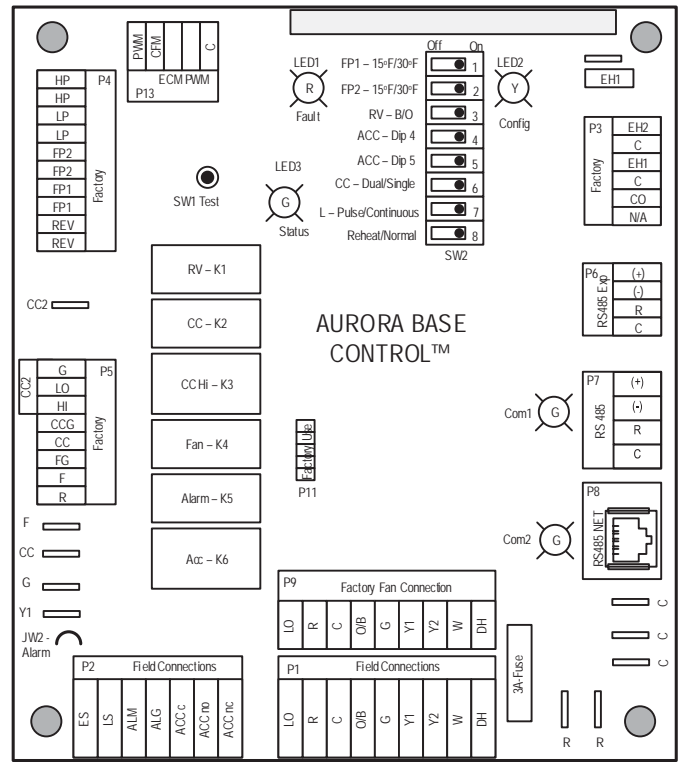 PWM
CFM
C
ECM PWM
P13
LED1
R
Fault
Off On
FP1 – 15°F/30°F 1
FP2 – 15°F/30°F 2
RV – B/O 3
ACC – Dip 4 4
ACC – Dip 5 5
CC – Dual/Single 6
L – Pulse/Continuous 7
Reheat/Normal 8
SW2
LED2
Y
Config
EH1
P4
HP
HP
LP
LP
FP2
FP2
FP1
FP1
REV
REV
Factory
SW1 Test
LED3
G
Status
P3
EH2
C
EH1
C
CO
N/A
Factory
RV – K1
CC – K2
CC Hi – K3
Fan – K4
Alarm – K5
Acc – K6
AURORA BASE
CONTROL™
P6
RS485 Exp
(+)
(-)
R
C
CC2
CC2
P5
G
LO
HI
CCG
CC
FG
F
R
Factory
P7
RS 485
(+)
(-)
R
C
Com1
G
Factory Use
P11
P8
RS485 NET
Com2
G
F
CC
G
Y1
JW2 -
Alarm
P9
Factory Fan Connection
LO
R
C
O/B
G
Y1
Y2
W
DH
P2
Field Connections
ES
LS
ALM
ALG
ACC c
ACC no
ACC nc
P1
Field Connections
LO
R
C
O/B
G
Y1
Y2
W
DH
3A-Fuse
C
C
C
R
R